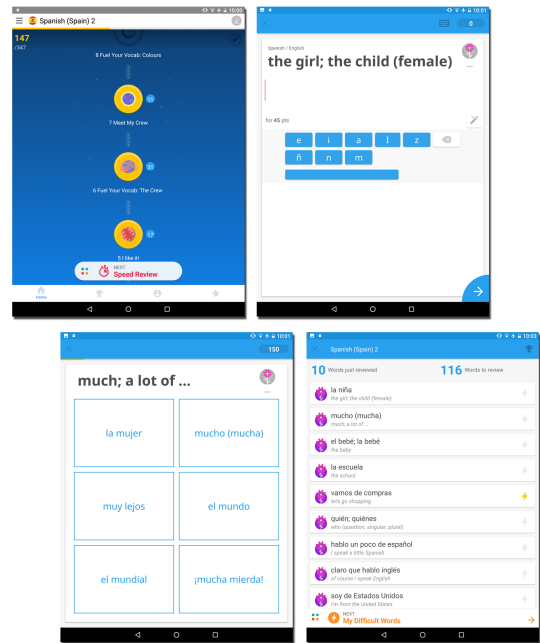 10:00
Spanish (Spain) 2
147
/347
8 Fuel Your Vocab: Colours
7 Meet My Crew
6 Fuel Your Vocab: The Crew
5 I like it!
NEXT
Speed Review
Home
10:01
0
Spanish / English
the girl; the child (female)
for 45 pts
e i a l z
ñ n m
10:01
150
much; a lot of ...
la mujer
mucho (mucha)
muy lejos
el mundo
el mundial
¡mucha mierda!
10:03
Spanish (Spain) 2
10 Words just reviewed
116 Words to review
la niña
the girl; the child (female)
mucho (mucha)
much; a lot of ...
el bebé; la bebé
the baby
la escuela
the school
vamos de compras
let's go shopping
quién; quiénes
who (question; singular; plural)
hablo un poco de español
I speak a little Spanish
claro que hablo inglés
of course I speak English
soy de Estados Unidos
I'm from the United States
NEXT
My Difficult Words